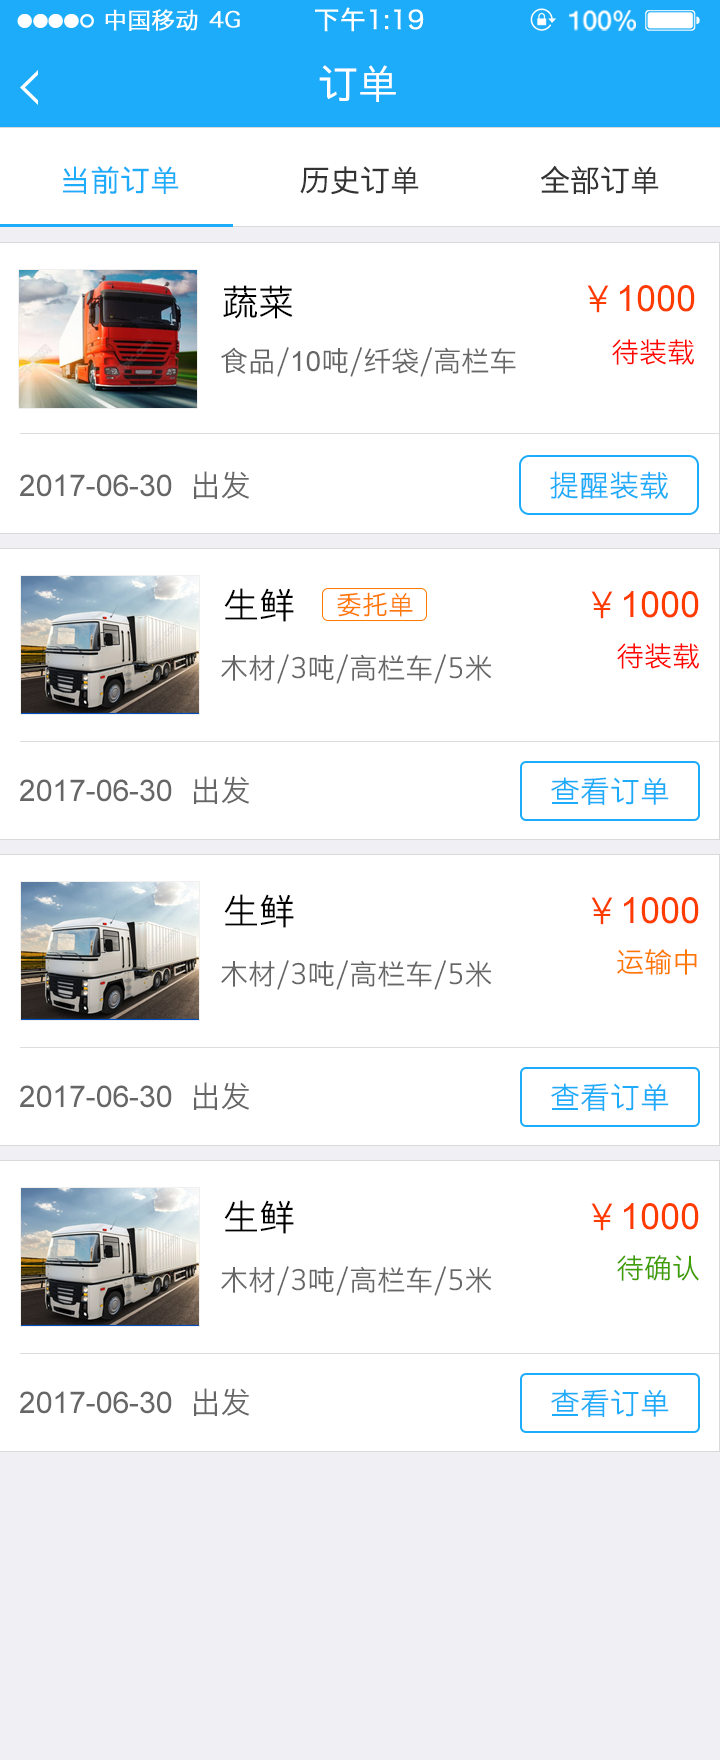 中国移动 4G 下午1:19 100%
订单
当前订单 历史订单 全部订单
蔬菜 ￥1000
食品/10吨/纤袋/高栏车 待装载
2017-06-30 出发 提醒装载
生鲜 委托单 ￥1000
木材/3吨/高栏车/5米 待装载
2017-06-30 出发 查看订单
生鲜 ￥1000
木材/3吨/高栏车/5米 运输中
2017-06-30 出发 查看订单
生鲜 ￥1000
木材/3吨/高栏车/5米 待确认
2017-06-30 出发 查看订单